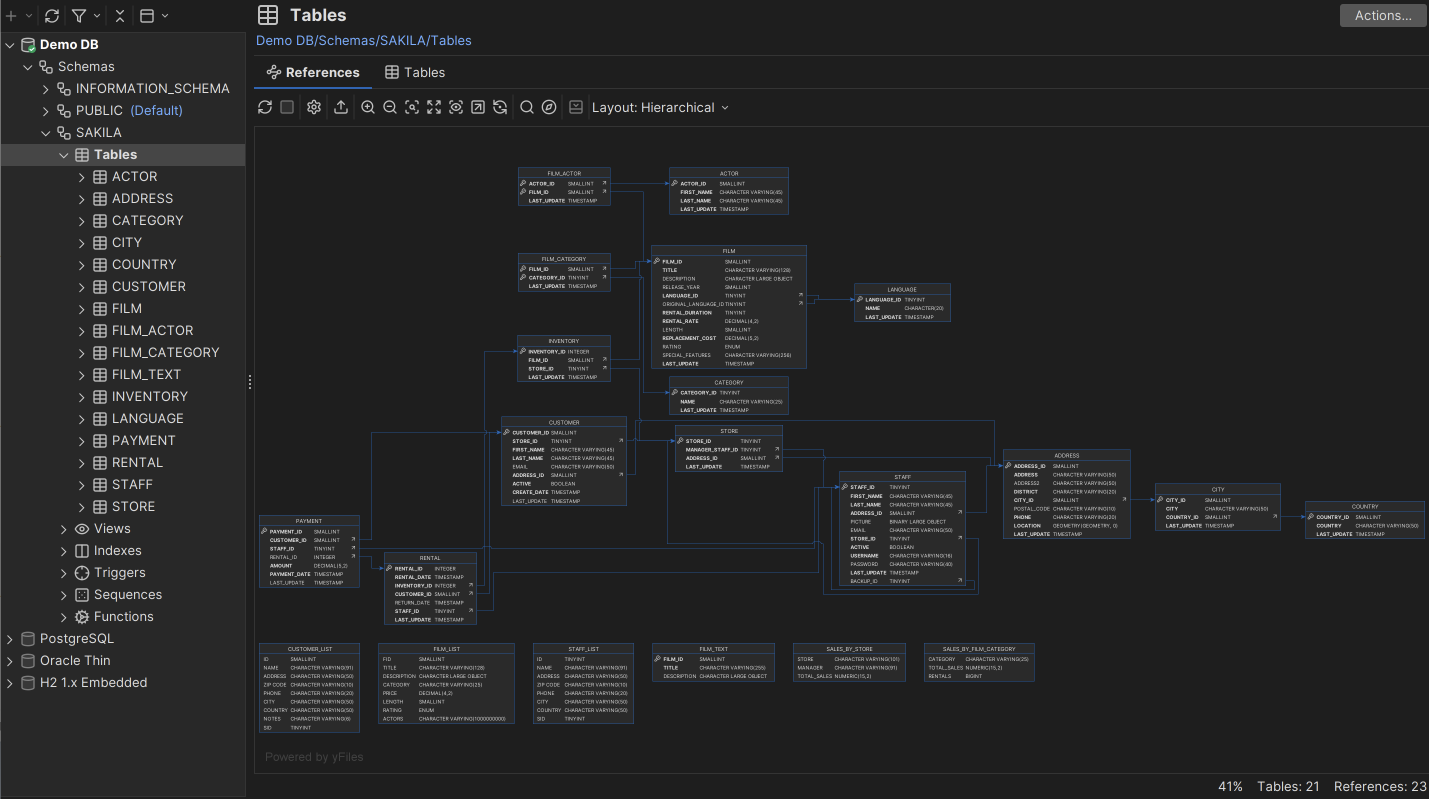 Demo DB
Schemas
INFORMATION_SCHEMA
PUBLIC (Default)
SAKILA
Tables
ACTOR
ADDRESS
CATEGORY
CITY
COUNTRY
CUSTOMER
FILM
FILM_ACTOR
FILM_CATEGORY
FILM_TEXT
INVENTORY
LANGUAGE
PAYMENT
RENTAL
STAFF
STORE
Views
Indexes
Triggers
Sequences
Functions
PostgreSQL
Oracle Thin
H2 1.x Embedded
Tables
Actions...
Demo DB/Schemas/SAKILA/Tables
References
Tables
Layout: Hierarchical
FILM_ACTOR
ACTOR_ID SMALLINT
FILM_ID SMALLINT
LAST_UPDATE TIMESTAMP
ACTOR
ACTOR_ID SMALLINT
FIRST_NAME CHARACTER VARYING(45)
LAST_NAME CHARACTER VARYING(45)
LAST_UPDATE TIMESTAMP
FILM_CATEGORY
FILM_ID SMALLINT
CATEGORY_ID TINYINT
LAST_UPDATE TIMESTAMP
FILM
FILM_ID SMALLINT
TITLE CHARACTER VARYING(128)
DESCRIPTION CHARACTER LARGE OBJECT
RELEASE_YEAR SMALLINT
LANGUAGE_ID TINYINT
ORIGINAL_LANGUAGE_ID TINYINT
RENTAL_DURATION TINYINT
RENTAL_RATE DECIMAL(4,2)
LENGTH SMALLINT
REPLACEMENT_COST DECIMAL(5,2)
RATING ENUM
SPECIAL_FEATURES CHARACTER VARYING(256)
LAST_UPDATE TIMESTAMP
LANGUAGE
LANGUAGE_ID TINYINT
NAME CHARACTER(20)
LAST_UPDATE TIMESTAMP
INVENTORY
INVENTORY_ID INTEGER
FILM_ID SMALLINT
STORE_ID TINYINT
LAST_UPDATE TIMESTAMP
CATEGORY
CATEGORY_ID TINYINT
NAME CHARACTER VARYING(25)
LAST_UPDATE TIMESTAMP
CUSTOMER
CUSTOMER_ID SMALLINT
STORE_ID TINYINT
FIRST_NAME CHARACTER VARYING(45)
LAST_NAME CHARACTER VARYING(45)
EMAIL CHARACTER VARYING(50)
ADDRESS_ID SMALLINT
ACTIVE BOOLEAN
CREATE_DATE TIMESTAMP
LAST_UPDATE TIMESTAMP
STORE
STORE_ID TINYINT
MANAGER_STAFF_ID TINYINT
ADDRESS_ID SMALLINT
LAST_UPDATE TIMESTAMP
STAFF
STAFF_ID TINYINT
FIRST_NAME CHARACTER VARYING(45)
LAST_NAME CHARACTER VARYING(45)
ADDRESS_ID SMALLINT
PICTURE BINARY LARGE OBJECT
EMAIL CHARACTER VARYING(50)
STORE_ID TINYINT
ACTIVE BOOLEAN
USERNAME CHARACTER VARYING(16)
PASSWORD CHARACTER VARYING(40)
LAST_UPDATE TIMESTAMP
BACKUP_ID TINYINT
ADDRESS
ADDRESS_ID SMALLINT
ADDRESS CHARACTER VARYING(50)
ADDRESS2 CHARACTER VARYING(50)
DISTRICT CHARACTER VARYING(20)
CITY_ID SMALLINT
POSTAL_CODE CHARACTER VARYING(10)
PHONE CHARACTER VARYING(20)
LOCATION GEOMETRY(GEOMETRY, 0)
LAST_UPDATE TIMESTAMP
CITY
CITY_ID SMALLINT
CITY CHARACTER VARYING(50)
COUNTRY_ID SMALLINT
LAST_UPDATE TIMESTAMP
COUNTRY
COUNTRY_ID SMALLINT
COUNTRY CHARACTER VARYING(50)
LAST_UPDATE TIMESTAMP
PAYMENT
PAYMENT_ID SMALLINT
CUSTOMER_ID SMALLINT
STAFF_ID TINYINT
RENTAL_ID INTEGER
AMOUNT DECIMAL(5,2)
PAYMENT_DATE TIMESTAMP
LAST_UPDATE TIMESTAMP
RENTAL
RENTAL_ID INTEGER
RENTAL_DATE TIMESTAMP
INVENTORY_ID INTEGER
CUSTOMER_ID SMALLINT
RETURN_DATE TIMESTAMP
STAFF_ID TINYINT
LAST_UPDATE TIMESTAMP
CUSTOMER_LIST
ID SMALLINT
NAME CHARACTER VARYING(91)
ADDRESS CHARACTER VARYING(50)
ZIP CODE CHARACTER VARYING(10)
PHONE CHARACTER VARYING(20)
CITY CHARACTER VARYING(50)
COUNTRY CHARACTER VARYING(50)
NOTES CHARACTER VARYING(6)
SID TINYINT
FILM_LIST
FID SMALLINT
TITLE CHARACTER VARYING(128)
DESCRIPTION CHARACTER LARGE OBJECT
CATEGORY CHARACTER VARYING(25)
PRICE DECIMAL(4,2)
LENGTH SMALLINT
RATING ENUM
ACTORS CHARACTER VARYING(1000000000)
STAFF_LIST
ID TINYINT
NAME CHARACTER VARYING(91)
ADDRESS CHARACTER VARYING(50)
ZIP CODE CHARACTER VARYING(10)
PHONE CHARACTER VARYING(20)
CITY CHARACTER VARYING(50)
COUNTRY CHARACTER VARYING(50)
SID TINYINT
FILM_TEXT
FILM_ID SMALLINT
TITLE CHARACTER VARYING(255)
DESCRIPTION CHARACTER LARGE OBJECT
SALES_BY_STORE
STORE CHARACTER VARYING(101)
MANAGER CHARACTER VARYING(91)
TOTAL_SALES NUMERIC(15,2)
SALES_BY_FILM_CATEGORY
CATEGORY CHARACTER VARYING(25)
TOTAL_SALES NUMERIC(15,2)
RENTALS BIGINT
Powered by yFiles
41% Tables: 21 References: 23